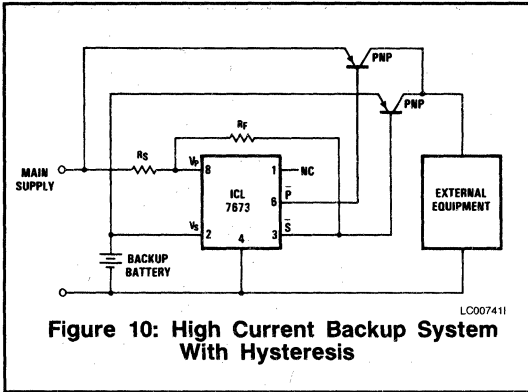 PNP
PNP
RF
MAIN
SUPPLY
RS
VP
8
1
NC
ICL
7673
6
P̅
EXTERNAL
EQUIPMENT
VS
2
4
3
S̅
BACKUP
BATTERY
LC00741I
Figure 10: High Current Backup System
With Hysteresis